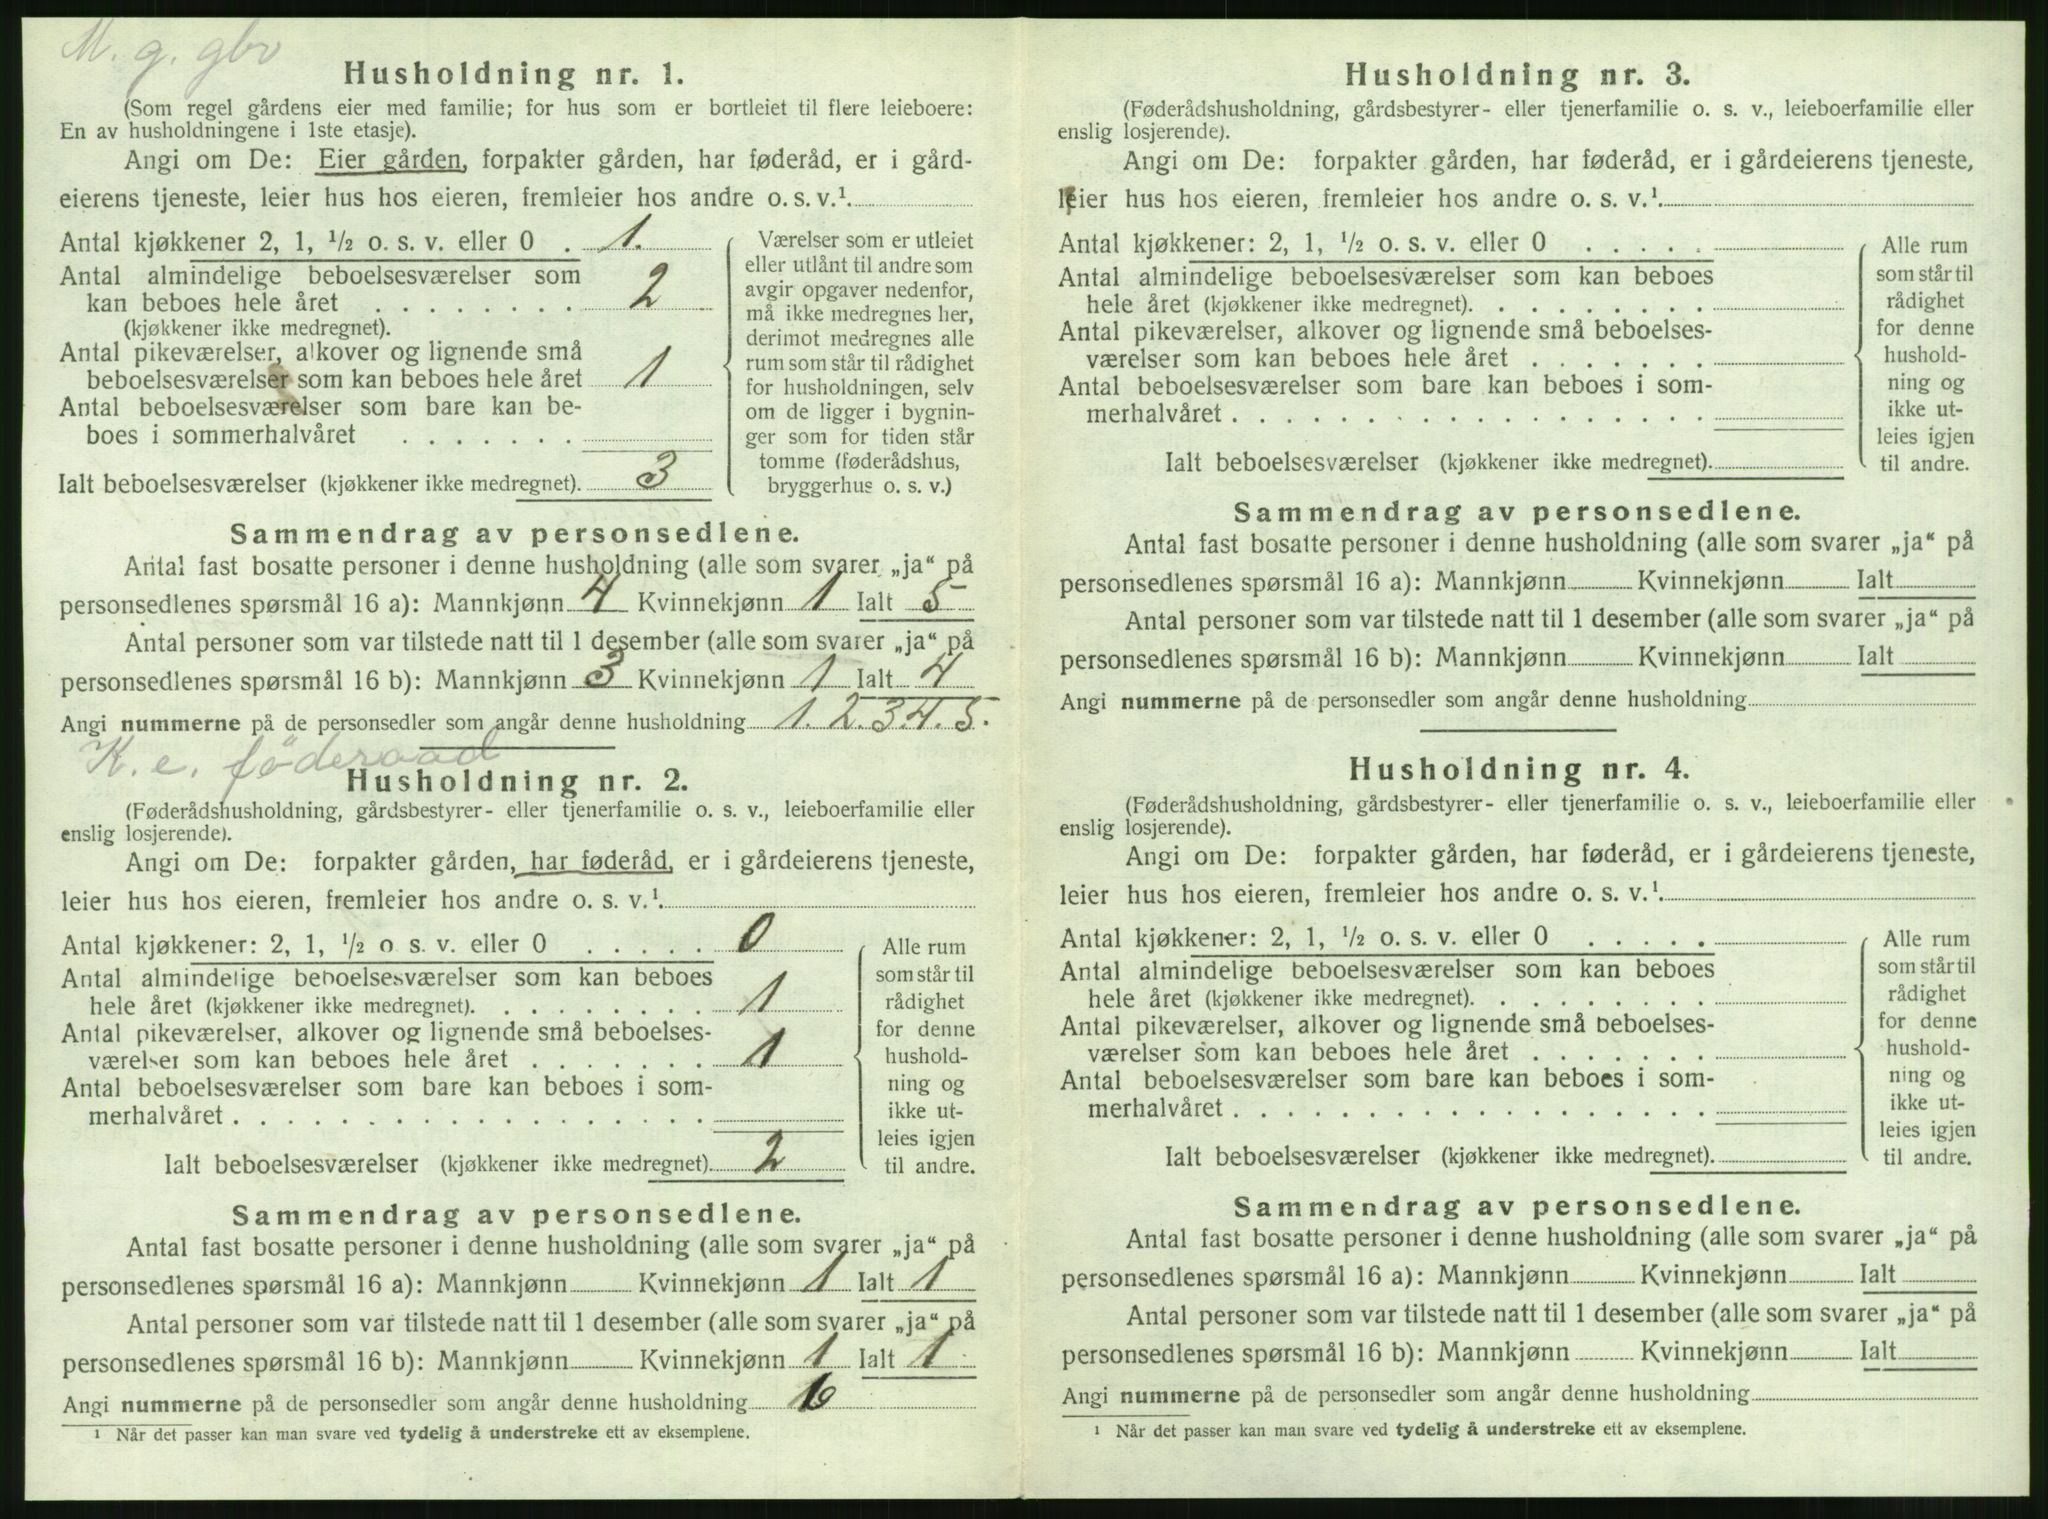 M. g. gbr
Husholdning nr. 1.
(Som regel gårdens eier med familie; for hus som er bortleiet til flere leieboere:
En av husholdningene i 1ste etasje).
Angi om De: Eier gården, forpakter gården, har føderåd, er i gård-
eierens tjeneste, leier hus hos eieren, fremleier hos andre o. s. v.¹
Antal kjøkkener 2, 1, ½ o. s. v. eller 0 . 1.
Antal almindelige beboelsesværelser som
kan beboes hele året . . . . . . . . 2
(kjøkkener ikke medregnet).
Antal pikeværelser, alkover og lignende små
beboelsesværelser som kan beboes hele året 1
Antal beboelsesværelser som bare kan be-
boes i sommerhalvåret . . . . . . .
Ialt beboelsesværelser (kjøkkener ikke medregnet). 3
Værelser som er utleiet
eller utlånt til andre som
avgir opgaver nedenfor,
må ikke medregnes her,
derimot medregnes alle
rum som står til rådighet
for husholdningen, selv
om de ligger i bygnin-
ger som for tiden står
tomme (føderådshus,
bryggerhus o. s. v.)
Sammendrag av personsedlene.
Antal fast bosatte personer i denne husholdning (alle som svarer „ja“ på
personsedlenes spørsmål 16 a): Mannkjønn 4 Kvinnekjønn 1 Ialt 5
Antal personer som var tilstede natt til 1 desember (alle som svarer „ja“ på
personsedlenes spørsmål 16 b): Mannkjønn 3 Kvinnekjønn 1 Ialt 4
Angi nummerne på de personsedler som angår denne husholdning 1. 2. 3. 4. 5.
K. e. föderaad
Husholdning nr. 2.
(Føderådshusholdning, gårdsbestyrer- eller tjenerfamilie o. s. v., leieboerfamilie eller
enslig losjerende).
Angi om De: forpakter gården, har føderåd, er i gårdeierens tjeneste,
leier hus hos eieren, fremleier hos andre o. s. v.¹
Antal kjøkkener: 2, 1, ½ o s. v. eller 0 . . . . . 0
Antal almindelige beboelsesværelser som kan beboes
hele året (kjøkkener ikke medregnet). . . . . . . . . 1
Antal pikeværelser, alkover og lignende små beboelses-
værelser som kan beboes hele året . . . . . . . 1
Antal beboelsesværelser som bare kan beboes i som-
merhalvåret . . . . . . . . . . . . . . . . . .
Ialt beboelsesværelser (kjøkkener ikke medregnet). 2
Alle rum
som står til
rådighet
for denne
hushold-
ning og
ikke ut-
leies igjen
til andre.
Sammendrag av personsedlene.
Antal fast bosatte personer i denne husholdning (alle som svarer „ja“ på
personsedlenes spørsmål 16 a): Mannkjønn Kvinnekjønn 1 Ialt 1
Antal personer som var tilstede natt til 1 desember (alle som svarer „ja“ på
personsedlenes spørsmål 16 b): Mannkjønn Kvinnekjønn 1 Ialt 1
Angi nummerne på de personsedler som angår denne husholdning 6
¹ Når det passer kan man svare ved tydelig å understreke ett av eksemplene.
Husholdning nr. 3.
(Føderådshusholdning, gårdsbestyrer- eller tjenerfamilie o. s. v., leieboerfamilie eller
enslig losjerende).
Angi om De: forpakter gården, har føderåd, er i gårdeierens tjeneste,
leier hus hos eieren, fremleier hos andre o. s. v.¹
Antal kjøkkener: 2, 1, ½ o. s. v. eller 0 . . . . .
Antal almindelige beboelsesværelser som kan beboes
hele året (kjøkkener ikke medregnet). . . . . . . . .
Antal pikeværelser, alkover og lignende små beboelses-
værelser som kan beboes hele året . . . . . . .
Antal beboelsesværelser som bare kan beboes i som-
merhalvåret . . . . . . . . . . . . . . . . . .
Ialt beboelsesværelser (kjøkkener ikke medregnet).
Alle rum
som står til
rådighet
for denne
hushold-
ning og
ikke ut-
leies igjen
til andre.
Sammendrag av personsedlene.
Antal fast bosatte personer i denne husholdning (alle som svarer „ja“ på
personsedlenes spørsmål 16 a): Mannkjønn Kvinnekjønn Ialt
Antal personer som var tilstede natt til 1 desember (alle som svarer „ja“ på
personsedlenes spørsmål 16 b): Mannkjønn Kvinnekjønn Ialt
Angi nummerne på de personsedler som angår denne husholdning
Husholdning nr. 4.
(Føderådshusholdning, gårdsbestyrer- eller tjenerfamilie o. s. v., leieboerfamilie eller
enslig losjerende).
Angi om De: forpakter gården, har føderåd, er i gårdeierens tjeneste,
leier hus hos eieren, fremleier hos andre o. s. v.¹
Antal kjøkkener: 2, 1, ½ o. s. v. eller 0 . . . . .
Antal almindelige beboelsesværelser som kan beboes
hele året (kjøkkener ikke medregnet). . . . . . . . .
Antal pikeværelser, alkover og lignende små beboelses-
værelser som kan beboes hele året . . . . . . .
Antal beboelsesværelser som bare kan beboes i som-
merhalvåret . . . . . . . . . . . . . . . . . .
Ialt beboelsesværelser (kjøkkener ikke medregnet).
Alle rum
som står til
rådighet
for denne
hushold-
ning og
ikke ut-
leies igjen
til andre.
Sammendrag av personsedlene.
Antal fast bosatte personer i denne husholdning (alle som svarer „ja“ på
personsedlenes spørsmål 16 a): Mannkjønn Kvinnekjønn Ialt
Antal personer som var tilstede natt til 1 desember (alle som svarer „ja“ på
personsedlenes spørsmål 16 b): Mannkjønn Kvinnekjønn Ialt
Angi nummerne på de personsedler som angår denne husholdning
¹ Når det passer kan man svare ved tydelig å understreke ett av eksemplene.